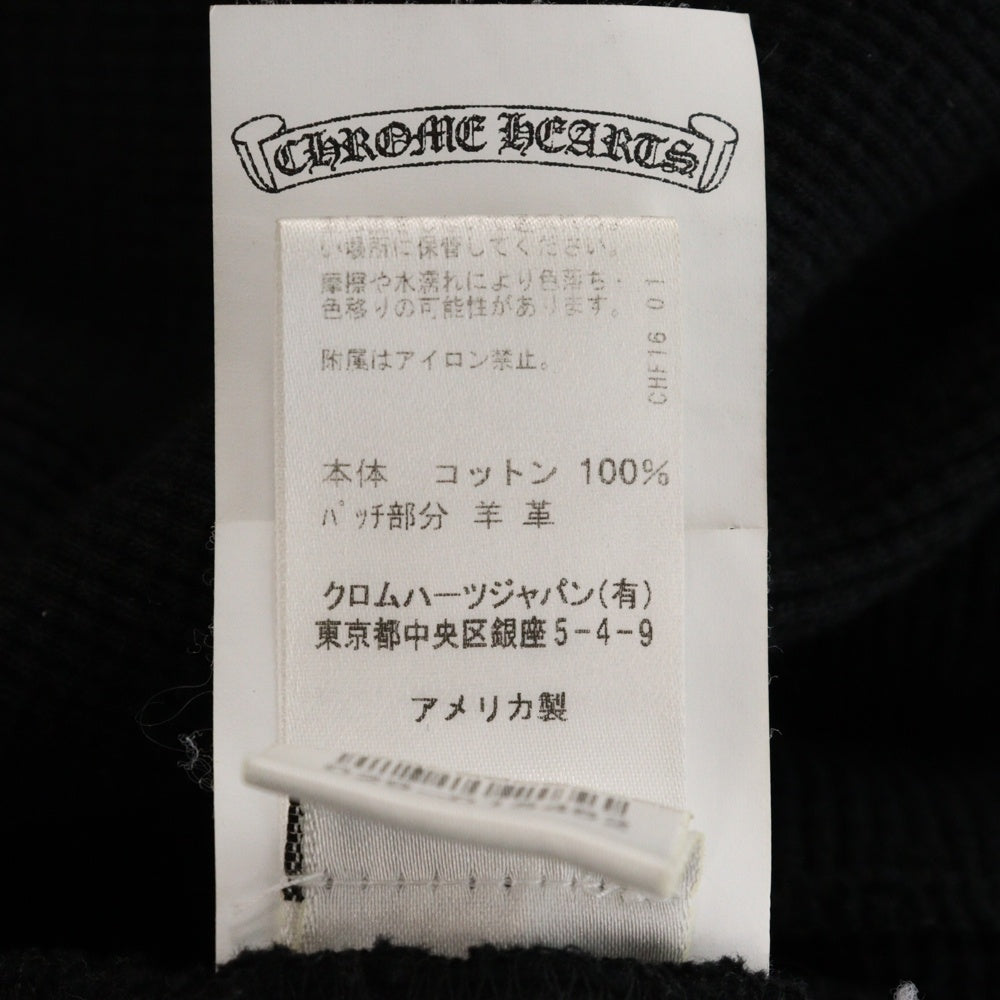 CHROME HEARTS
い場所に保管してください。
摩擦や水濡れにより色落ち・
色移りの可能性があります。
附属はアイロン禁止。
CHF16 01
本体 コットン 100%
パッチ部分 羊 革
クロムハーツジャパン(有)
東京都中央区銀座5-4-9
アメリカ製